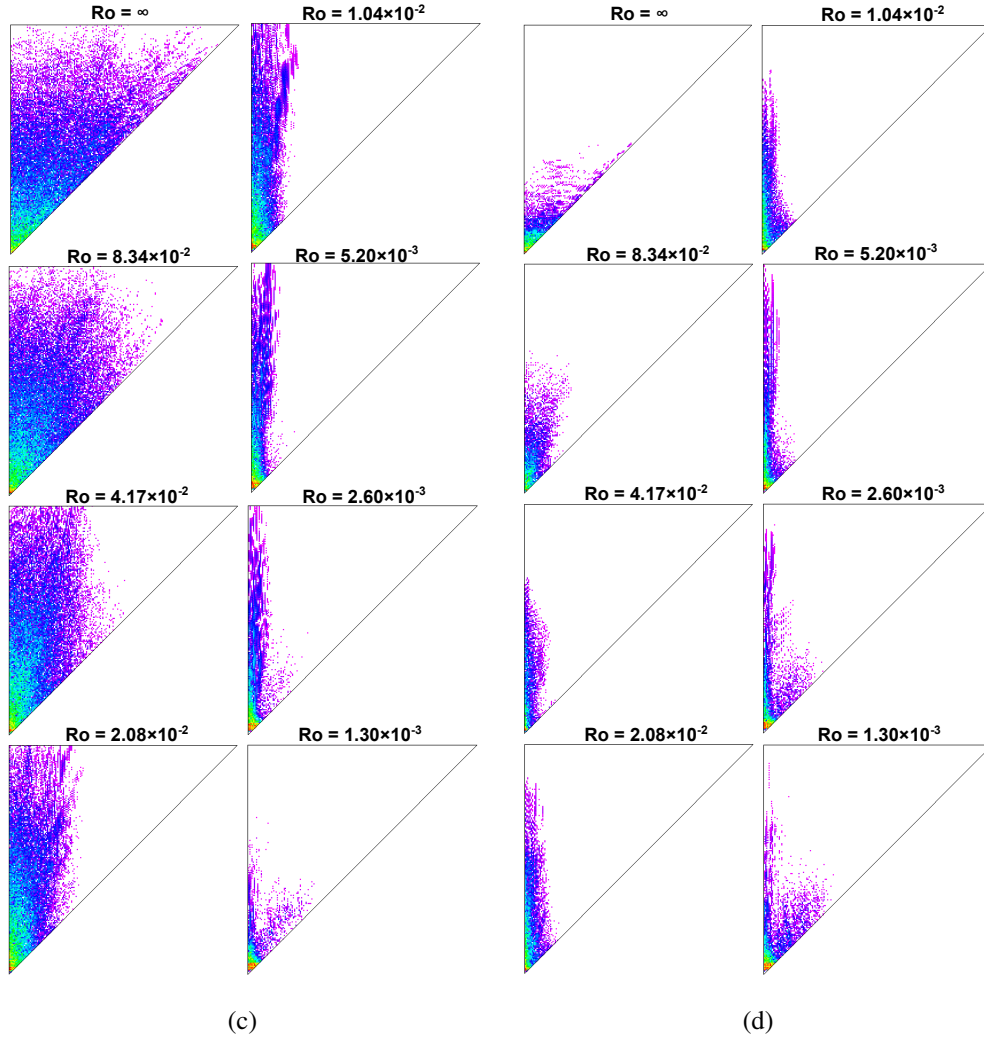 Ro = ∞
Ro = 1.04×10⁻²
Ro = 8.34×10⁻²
Ro = 5.20×10⁻³
Ro = 4.17×10⁻²
Ro = 2.60×10⁻³
Ro = 2.08×10⁻²
Ro = 1.30×10⁻³
(c)
Ro = ∞
Ro = 1.04×10⁻²
Ro = 8.34×10⁻²
Ro = 5.20×10⁻³
Ro = 4.17×10⁻²
Ro = 2.60×10⁻³
Ro = 2.08×10⁻²
Ro = 1.30×10⁻³
(d)